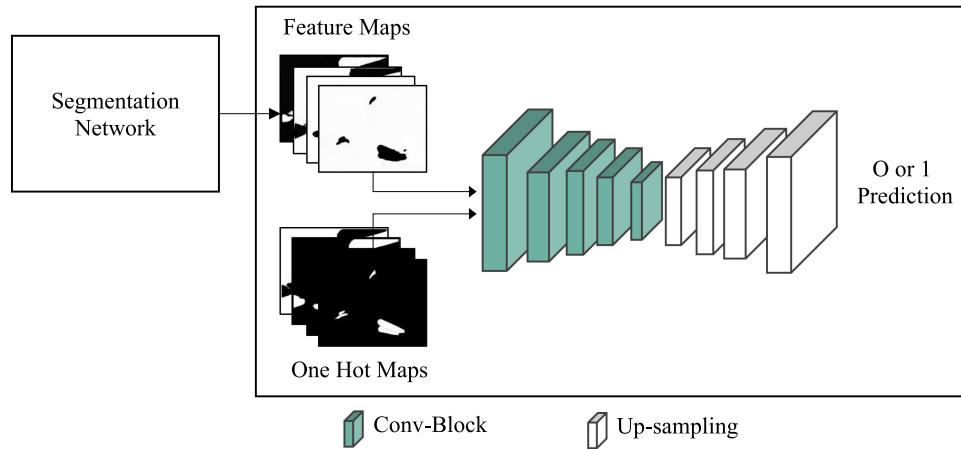 Feature Maps
Segmentation
Network
O or 1
Prediction
One Hot Maps
Conv-Block
Up-sampling